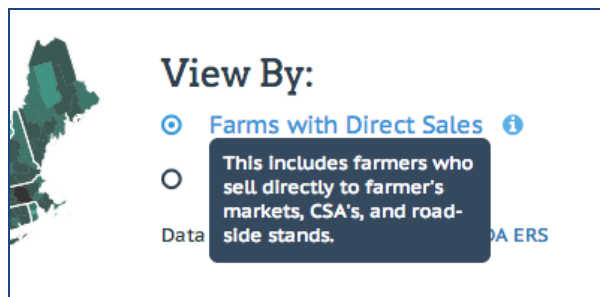 View By:
Farms with Direct Sales
This includes farmers who
sell directly to farmer's
markets, CSA's, and road-
side stands.
Data ERS